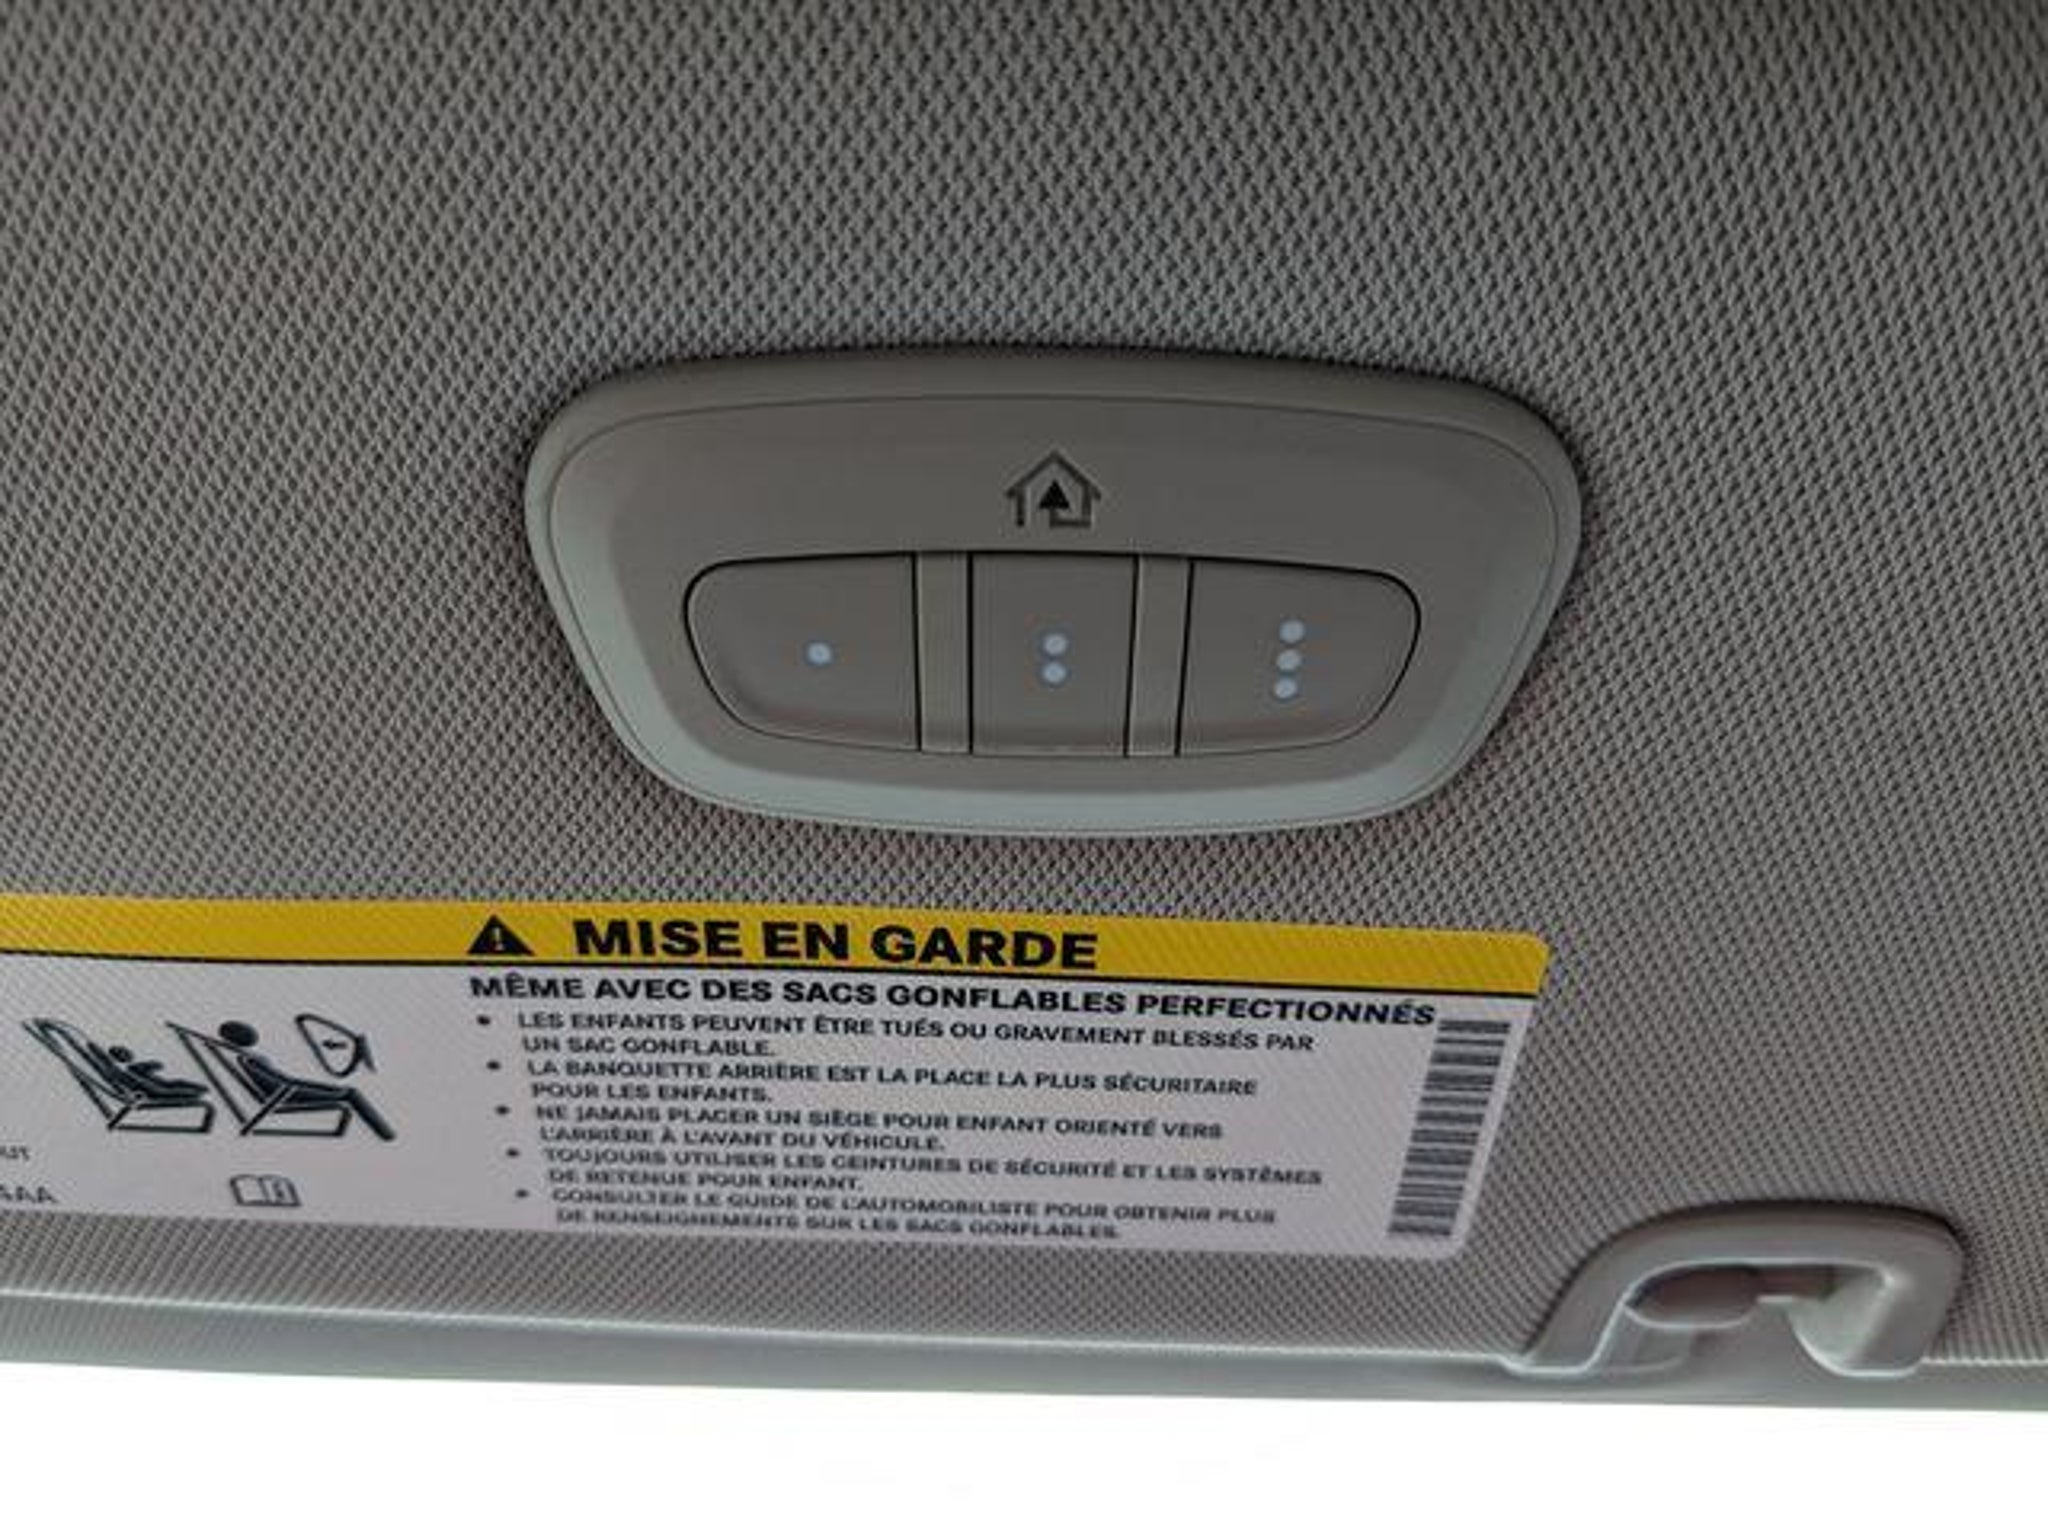 MISE EN GARDE
MÊME AVEC DES SACS GONFLABLES PERFECTIONNÉS
• LES ENFANTS PEUVENT ÊTRE TUÉS OU GRAVEMENT BLESSÉS PAR
UN SAC GONFLABLE.
• LA BANQUETTE ARRIÈRE EST LA PLACE LA PLUS SÉCURITAIRE
POUR LES ENFANTS.
• NE JAMAIS PLACER UN SIÈGE POUR ENFANT ORIENTÉ VERS
L'ARRIÈRE À L'AVANT DU VÉHICULE.
• TOUJOURS UTILISER LES CEINTURES DE SÉCURITÉ ET LES SYSTÈMES
DE RETENUE POUR ENFANT.
• CONSULTER LE GUIDE DE L'AUTOMOBILISTE POUR OBTENIR PLUS
DE RENSEIGNEMENTS SUR LES SACS GONFLABLES.